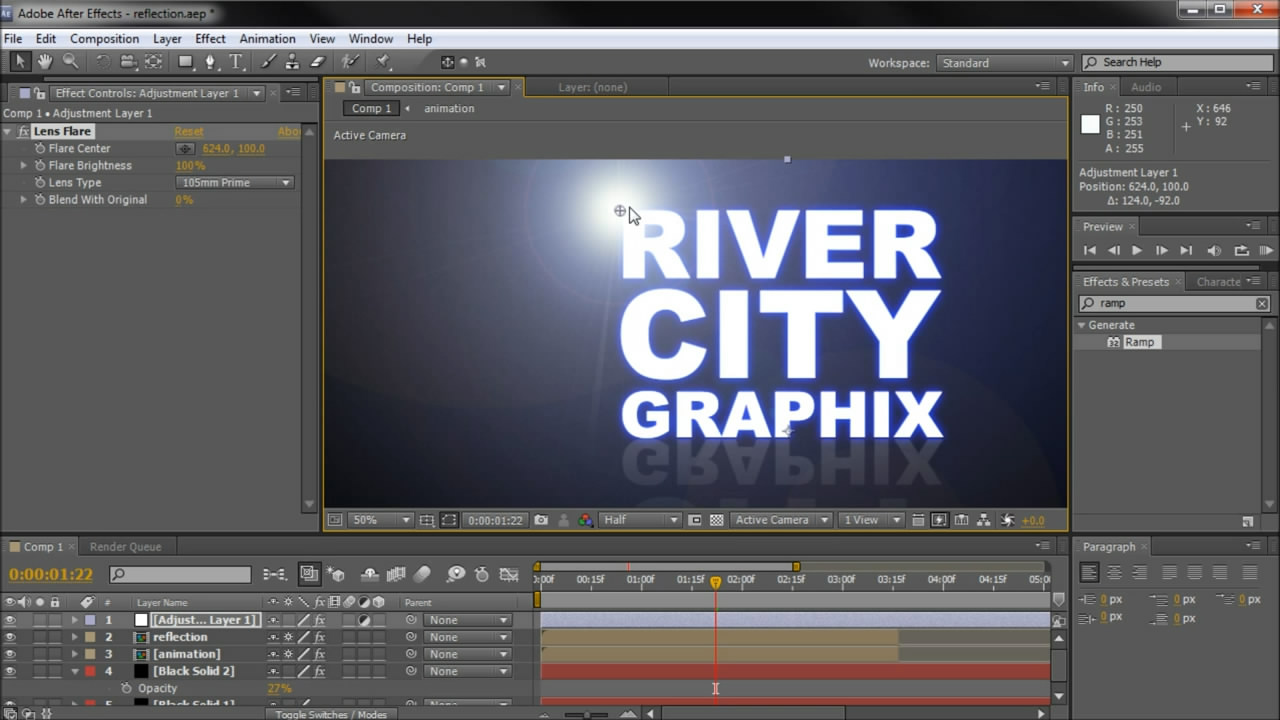 Adobe After Effects - reflection.aep *
File Edit Composition Layer Effect Animation View Window Help
Workspace: Standard Search Help
Effect Controls: Adjustment Layer 1
Comp 1 • Adjustment Layer 1
fx Lens Flare Reset Abo
Flare Center 624.0, 100.0
Flare Brightness 100%
Lens Type 105mm Prime
Blend With Original 0%
Composition: Comp 1 Layer: (none)
Comp 1 animation
Active Camera
RIVER
CITY
GRAPHIX
50% 0:00:01:22 Half Active Camera 1 View +0.0
Info Audio
R: 250 X: 646
G: 253 Y: 92
B: 251
A: 255
Adjustment Layer 1
Position: 624.0, 100.0
Δ: 124.0, -92.0
Preview
Effects & Presets Characte
ramp
Generate
32 Ramp
Comp 1 Render Queue
0:00:01:22
:00f 00:15f 01:00f 01:15f 02:00f 02:15f 03:00f 03:15f 04:00f 04:15f 05:0
# Layer Name fx Parent
1 [Adjust... Layer 1] fx None
2 reflection fx None
3 [animation] fx None
4 [Black Solid 2] fx None
Opacity 27%
Toggle Switches / Modes
Paragraph
0 px 0 px 0 px
0 px 0 px